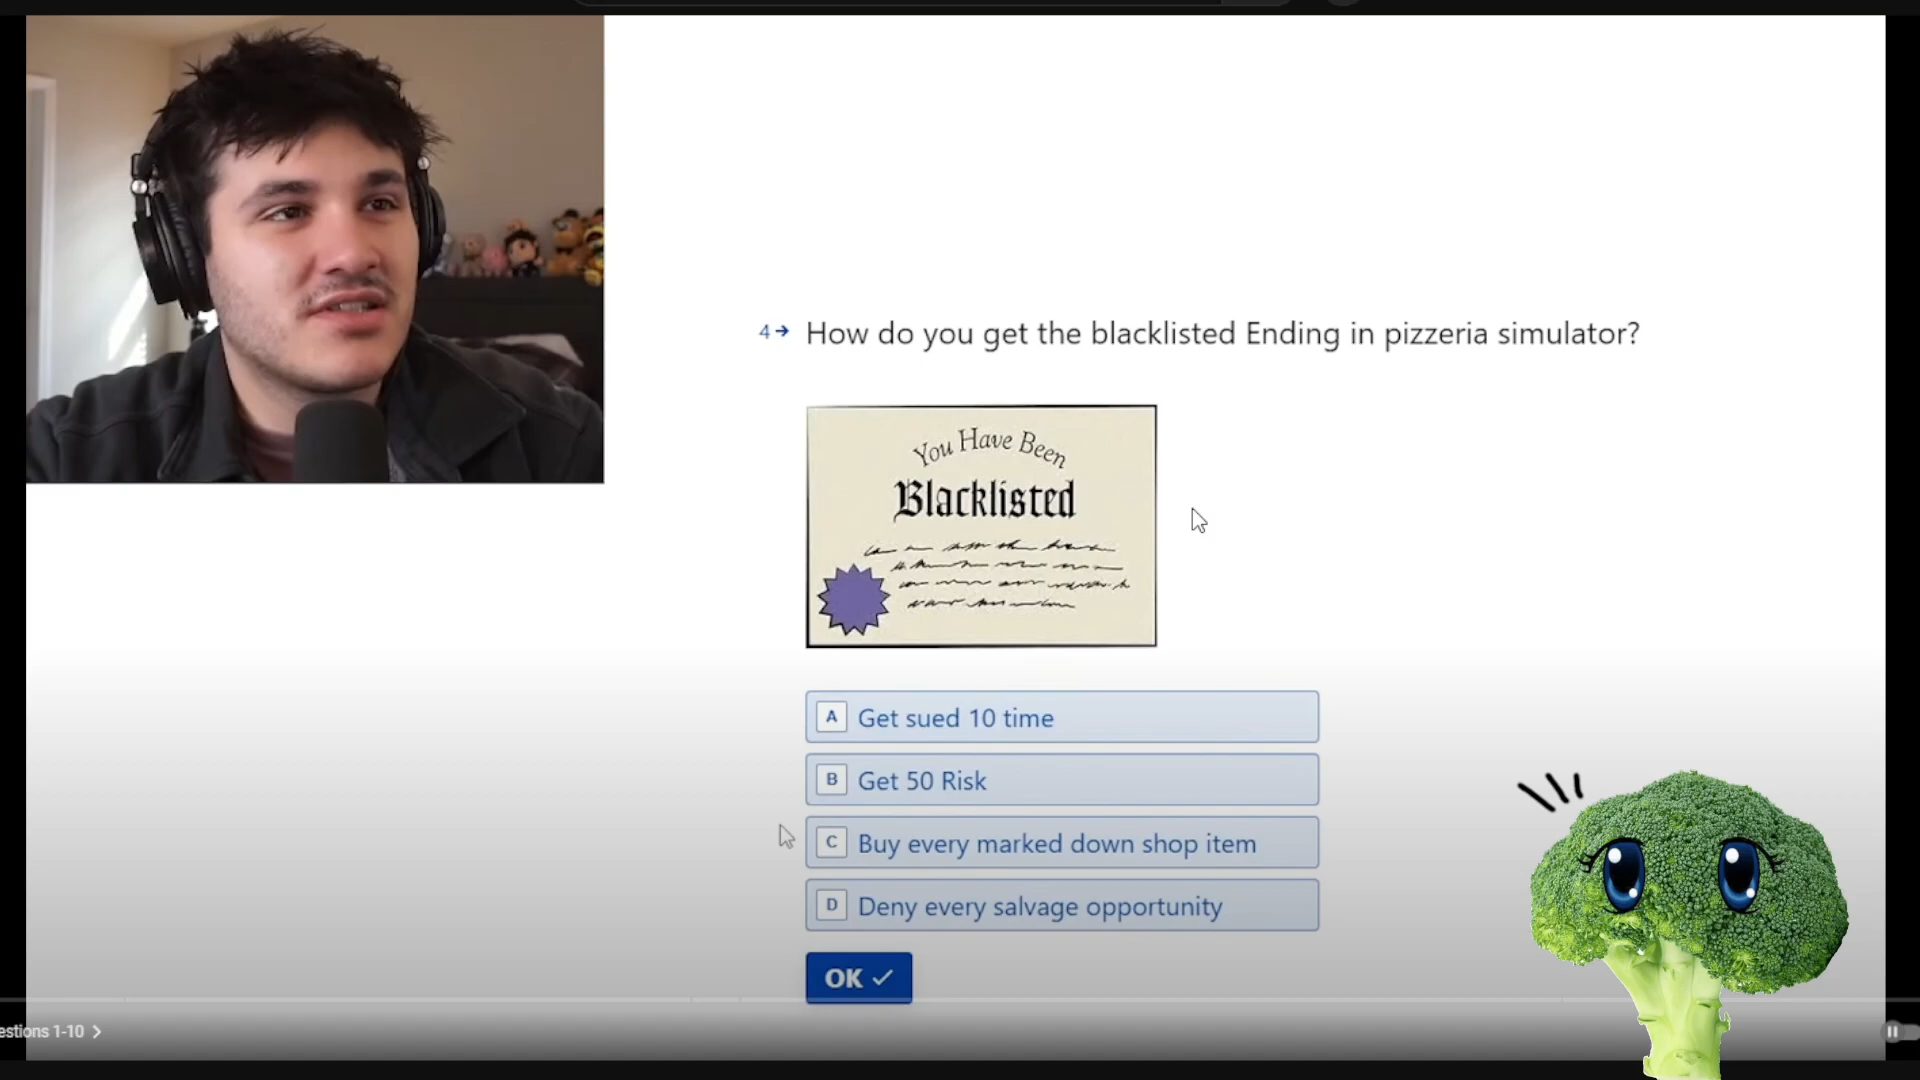 4→ How do you get the blacklisted Ending in pizzeria simulator?
You Have Been
Blacklisted
A Get sued 10 time
B Get 50 Risk
C Buy every marked down shop item
D Deny every salvage opportunity
OK ✓
estions 1-10 >